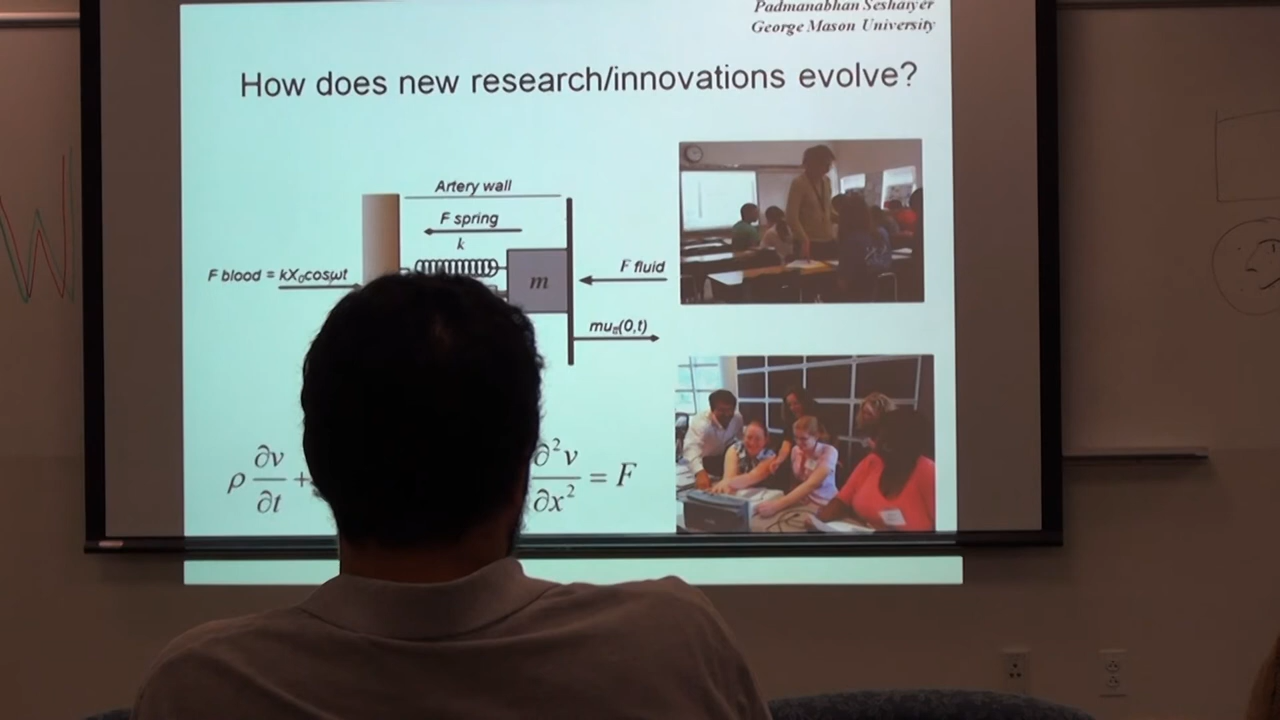 Padmanabhan Seshaiyer
George Mason University
How does new research/innovations evolve?
Artery wall
F spring
k
F blood = kX₀cosωt
m
F fluid
muₜₜ(0,t)
ρ ∂v/∂t + ∂²v/∂x² = F